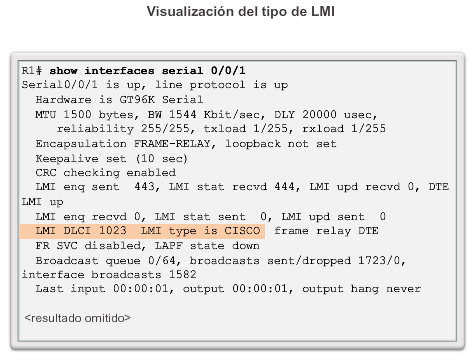 Visualización del tipo de LMI
R1# show interfaces serial 0/0/1
Serial0/0/1 is up, line protocol is up
Hardware is GT96K Serial
MTU 1500 bytes, BW 1544 Kbit/sec, DLY 20000 usec,
reliability 255/255, txload 1/255, rxload 1/255
Encapsulation FRAME-RELAY, loopback not set
Keepalive set (10 sec)
CRC checking enabled
LMI enq sent  443, LMI stat recvd 444, LMI upd recvd 0, DTE
LMI up
LMI enq recvd 0, LMI stat sent  0, LMI upd sent  0
LMI DLCI 1023  LMI type is CISCO  frame relay DTE
FR SVC disabled, LAPF state down
Broadcast queue 0/64, broadcasts sent/dropped 1723/0,
interface broadcasts 1582
Last input 00:00:01, output 00:00:01, output hang never
<resultado omitido>